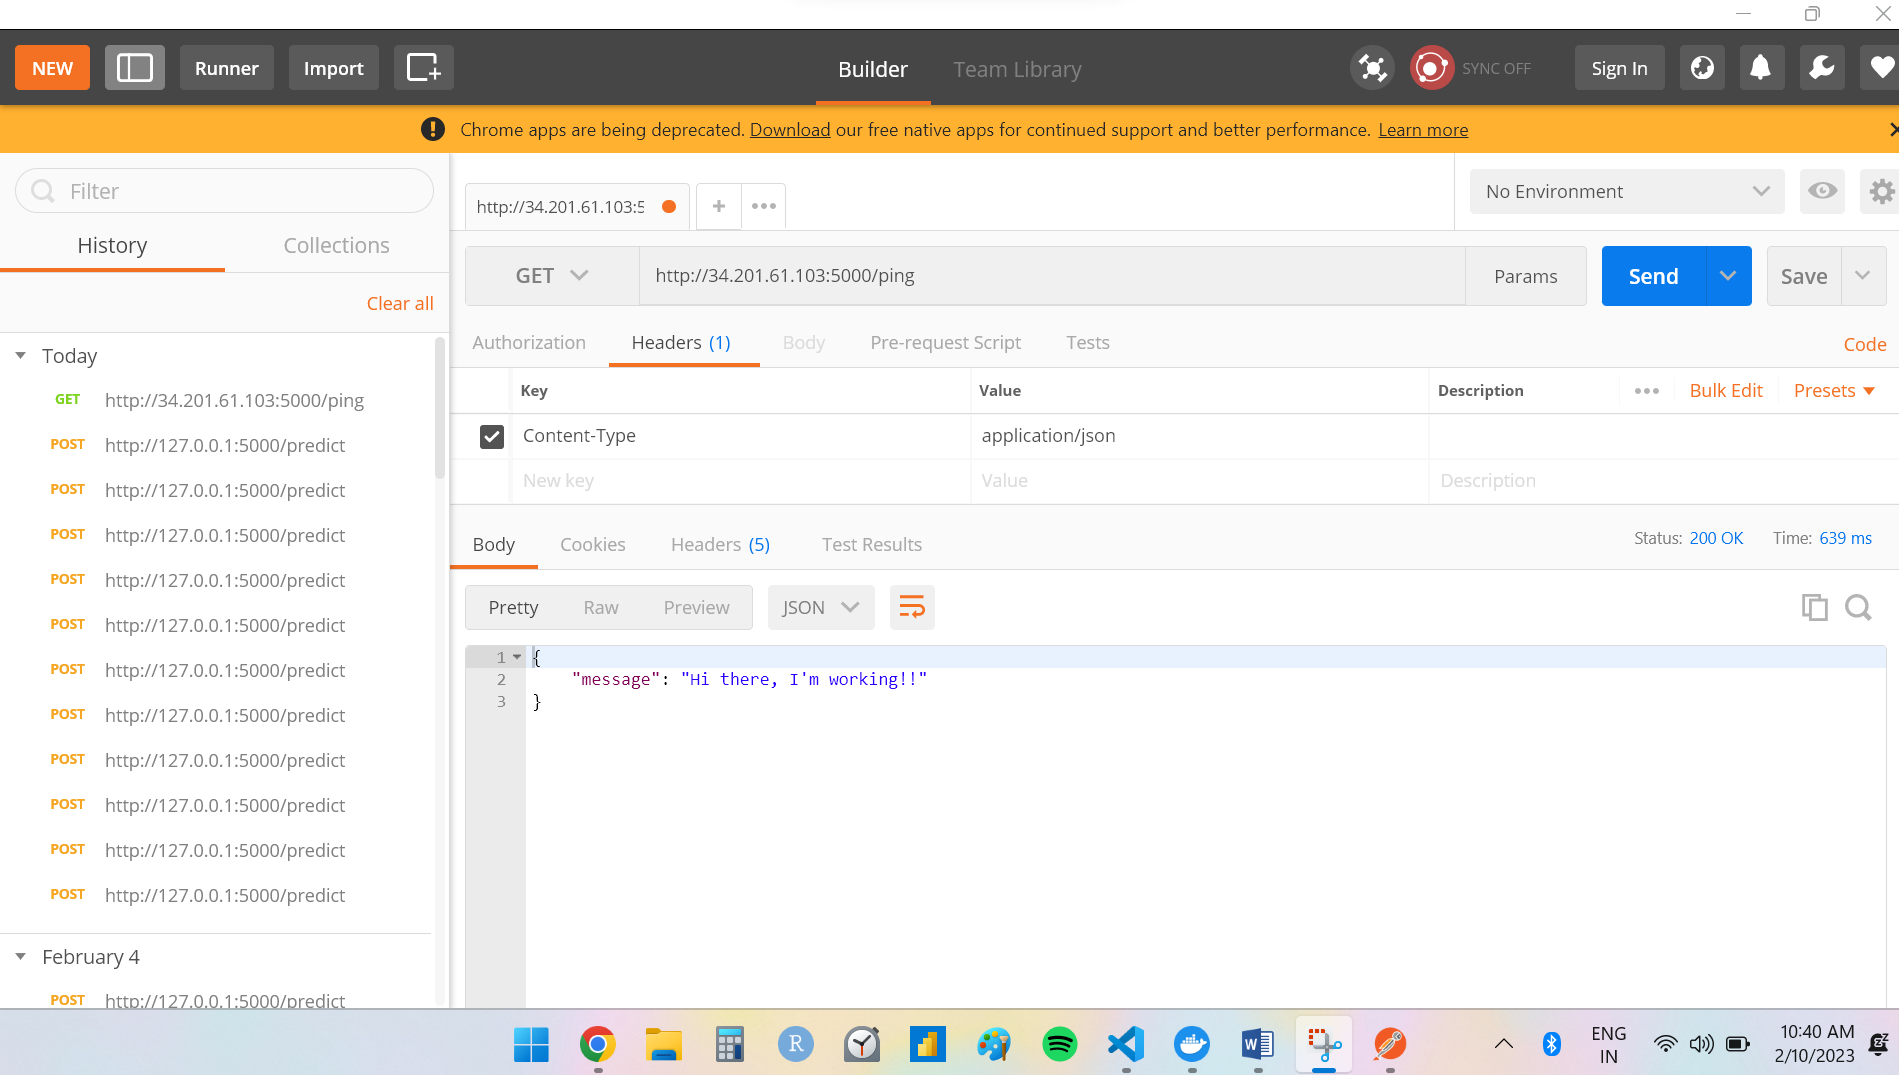 NEW
Runner
Import
Builder
Team Library
SYNC OFF
Sign In
! Chrome apps are being deprecated. Download our free native apps for continued support and better performance. Learn more
Filter
History
Collections
Clear all
Today
GET http://34.201.61.103:5000/ping
POST http://127.0.0.1:5000/predict
POST http://127.0.0.1:5000/predict
POST http://127.0.0.1:5000/predict
POST http://127.0.0.1:5000/predict
POST http://127.0.0.1:5000/predict
POST http://127.0.0.1:5000/predict
POST http://127.0.0.1:5000/predict
POST http://127.0.0.1:5000/predict
POST http://127.0.0.1:5000/predict
POST http://127.0.0.1:5000/predict
POST http://127.0.0.1:5000/predict
February 4
POST http://127.0.0.1:5000/predict
http://34.201.61.103:5
No Environment
GET
http://34.201.61.103:5000/ping
Params
Send
Save
Authorization
Headers (1)
Body
Pre-request Script
Tests
Code
Key Value Description
Bulk Edit
Presets
Content-Type application/json
New key Value Description
Body
Cookies
Headers (5)
Test Results
Status: 200 OK
Time: 639 ms
Pretty
Raw
Preview
JSON
1 {
2 "message": "Hi there, I'm working!!"
3 }
R
W
ENG
IN
10:40 AM
2/10/2023